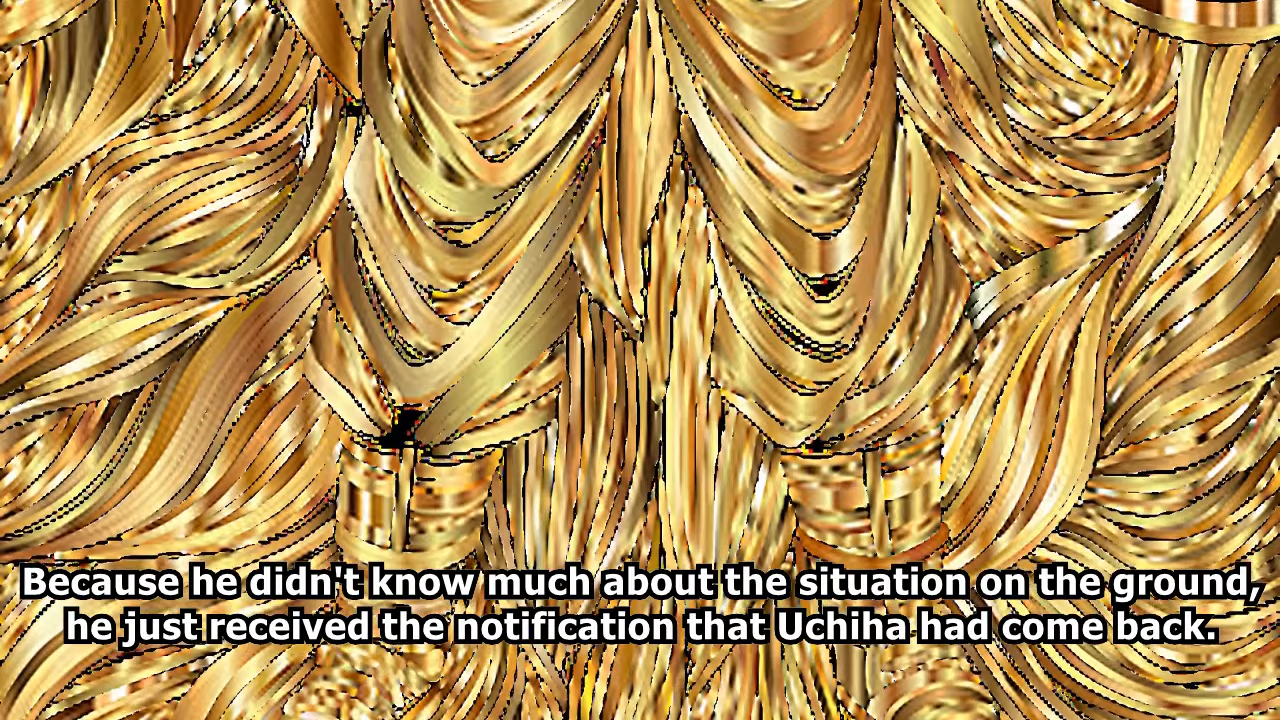 Because he didn't know much about the situation on the ground,
he just received the notification that Uchiha had come back.